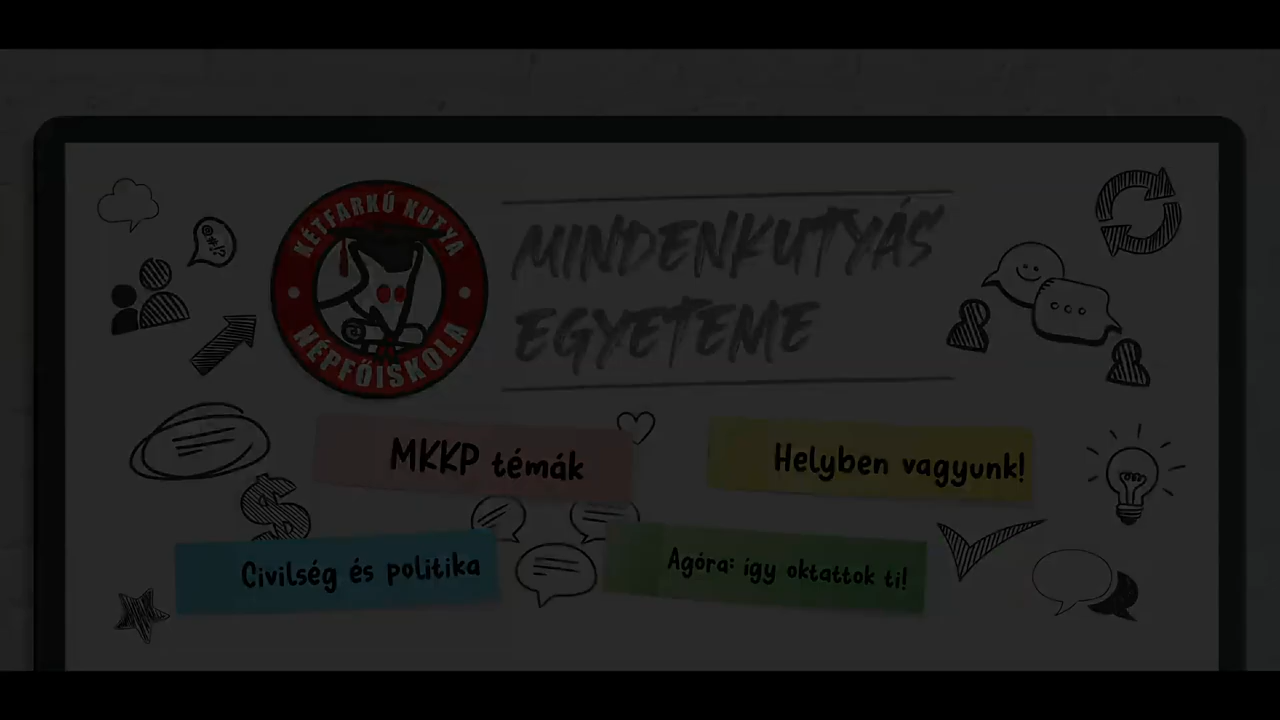 KÉTFARKÚ KUTYA
NÉPFŐISKOLA
MINDENKUTYÁS
EGYETEME
MKKP témák
Helyben vagyunk!
Civilség és politika
Agóra: így oktattok ti!